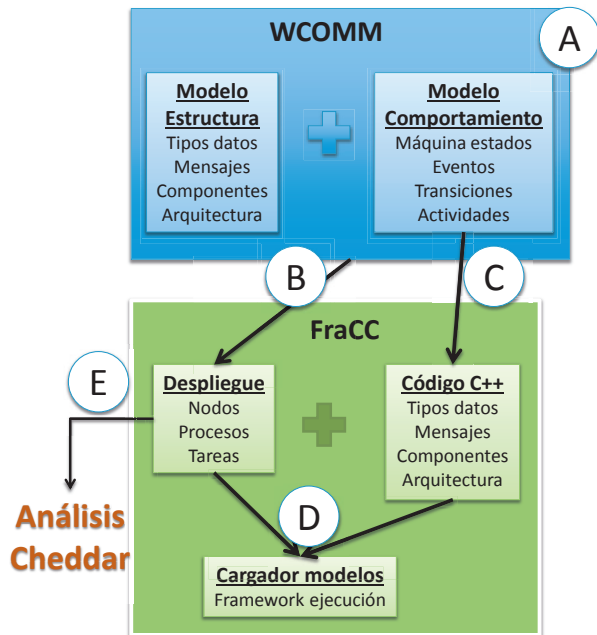 WCOMM
A
Modelo
Estructura
Tipos datos
Mensajes
Componentes
Arquitectura
Modelo
Comportamiento
Máquina estados
Eventos
Transiciones
Actividades
B
C
FraCC
E
Despliegue
Nodos
Procesos
Tareas
Código C++
Tipos datos
Mensajes
Componentes
Arquitectura
Análisis
Cheddar
D
Cargador modelos
Framework ejecución